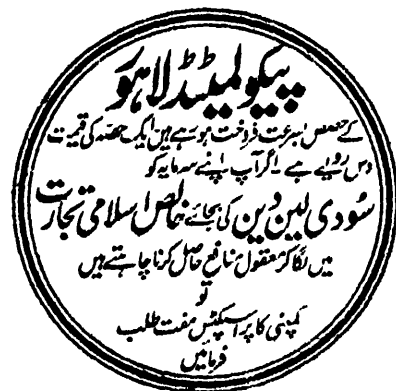 پیکو لمیٹڈ لاہور
کے حصص بسرعت فروخت ہو رہے ہیں ایک حصہ کی قیمت
دس روپے ہے۔ اگر آپ اپنے سرمایہ کو
سودی لین دین کی بجائے خالص اسلامی تجارت
میں لگا کر معقول منافع حاصل کرنا چاہتے ہیں
تو
کمپنی کا پراسپکٹس مفت طلب
فرمائیں